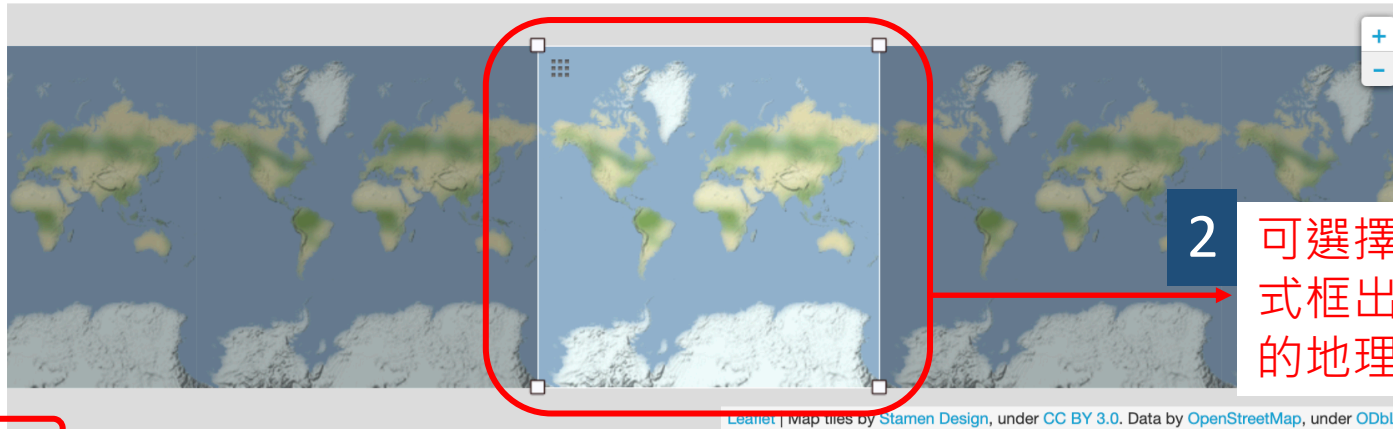 +
−
2
可選擇
式框出
的地理
Leaflet | Map tiles by Stamen Design, under CC BY 3.0. Data by OpenStreetMap, under ODbL